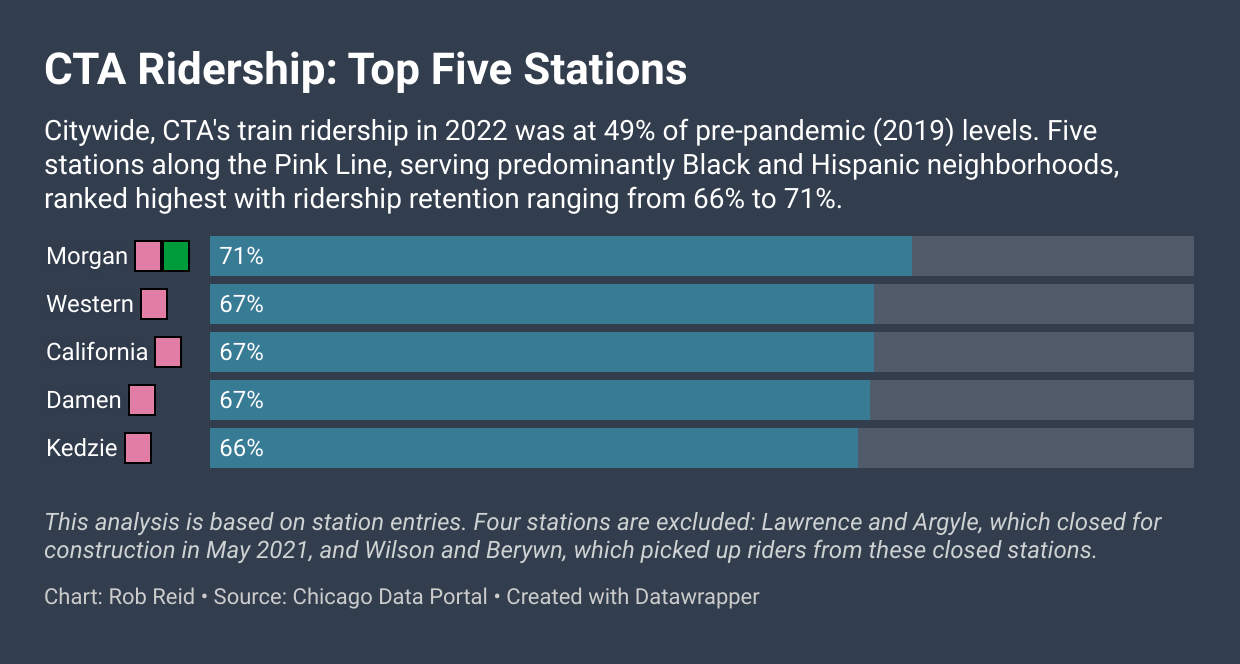 CTA Ridership: Top Five Stations
Citywide, CTA's train ridership in 2022 was at 49% of pre-pandemic (2019) levels. Five
stations along the Pink Line, serving predominantly Black and Hispanic neighborhoods,
ranked highest with ridership retention ranging from 66% to 71%.
Morgan 71%
Western 67%
California 67%
Damen 67%
Kedzie 66%
This analysis is based on station entries. Four stations are excluded: Lawrence and Argyle, which closed for
construction in May 2021, and Wilson and Berywn, which picked up riders from these closed stations.
Chart: Rob Reid • Source: Chicago Data Portal • Created with Datawrapper